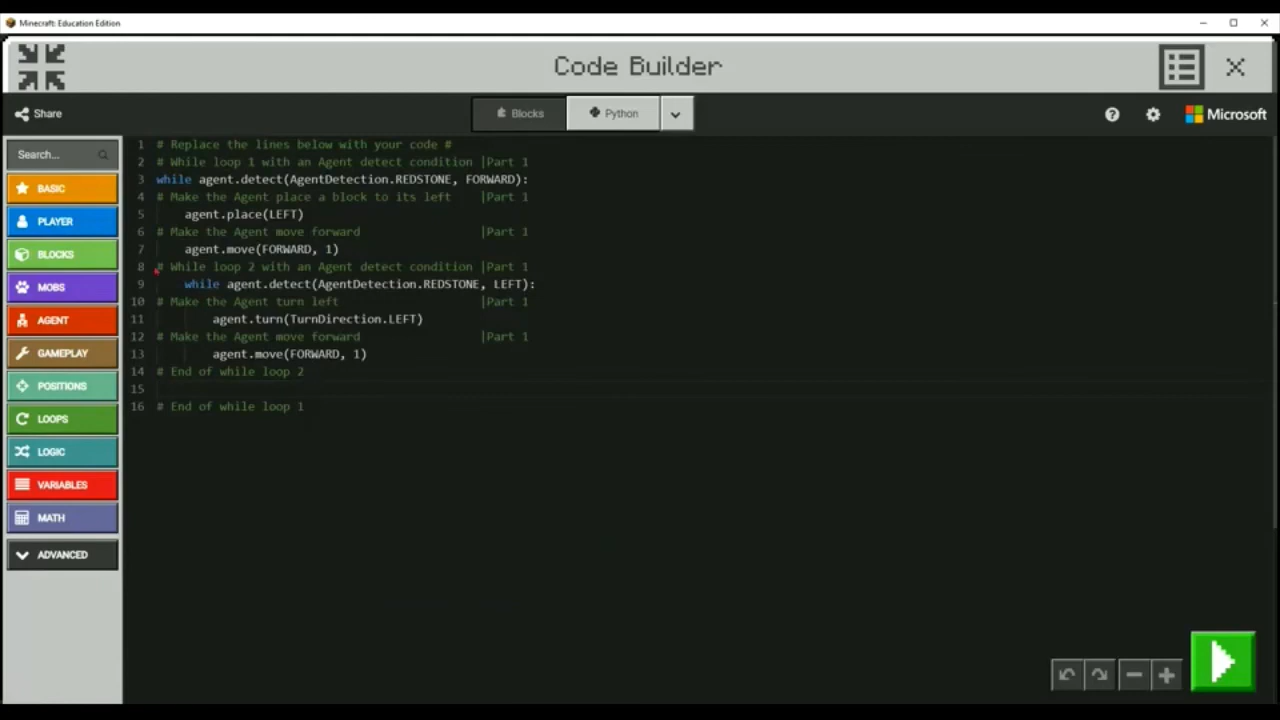 Minecraft: Education Edition
Code Builder
Share
Blocks
Python
Microsoft
Search...
BASIC
PLAYER
BLOCKS
MOBS
AGENT
GAMEPLAY
POSITIONS
LOOPS
LOGIC
VARIABLES
MATH
ADVANCED
1 # Replace the lines below with your code #
2 # While loop 1 with an Agent detect condition |Part 1
3 while agent.detect(AgentDetection.REDSTONE, FORWARD):
4 # Make the Agent place a block to its left |Part 1
5 agent.place(LEFT)
6 # Make the Agent move forward |Part 1
7 agent.move(FORWARD, 1)
8 # While loop 2 with an Agent detect condition |Part 1
9 while agent.detect(AgentDetection.REDSTONE, LEFT):
10 # Make the Agent turn left |Part 1
11 agent.turn(TurnDirection.LEFT)
12 # Make the Agent move forward |Part 1
13 agent.move(FORWARD, 1)
14 # End of while loop 2
15
16 # End of while loop 1